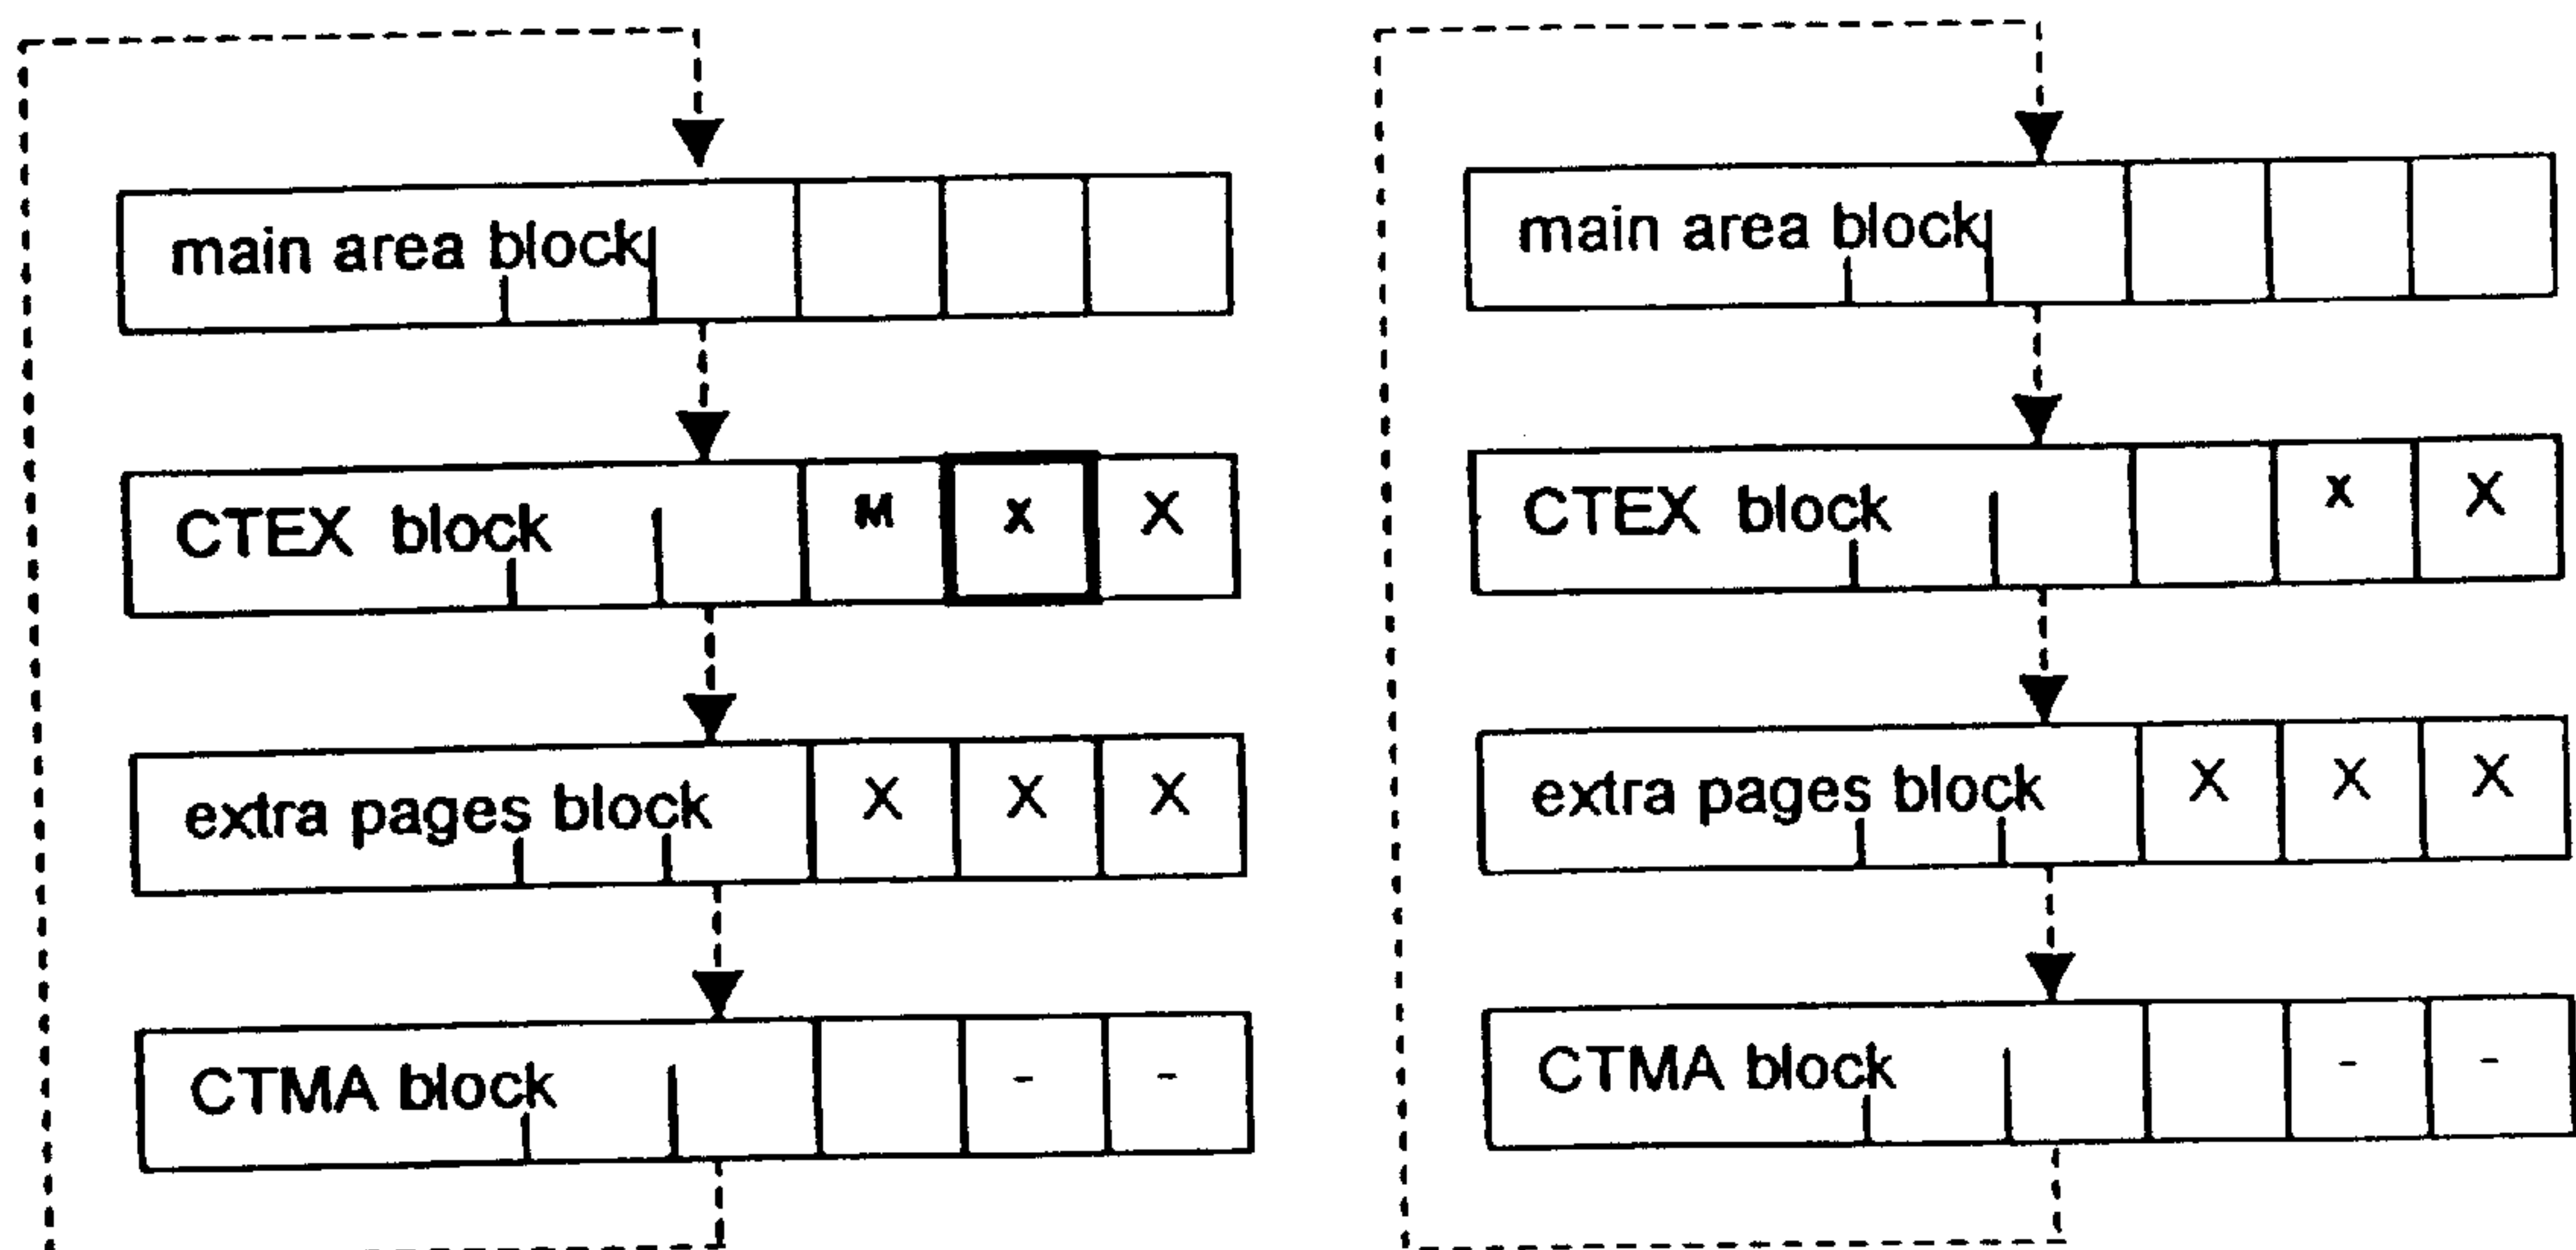 main area block
CTEX block M x X
extra pages block X X X
CTMA block - -
main area block
CTEX block x X
extra pages block X X X
CTMA block - -